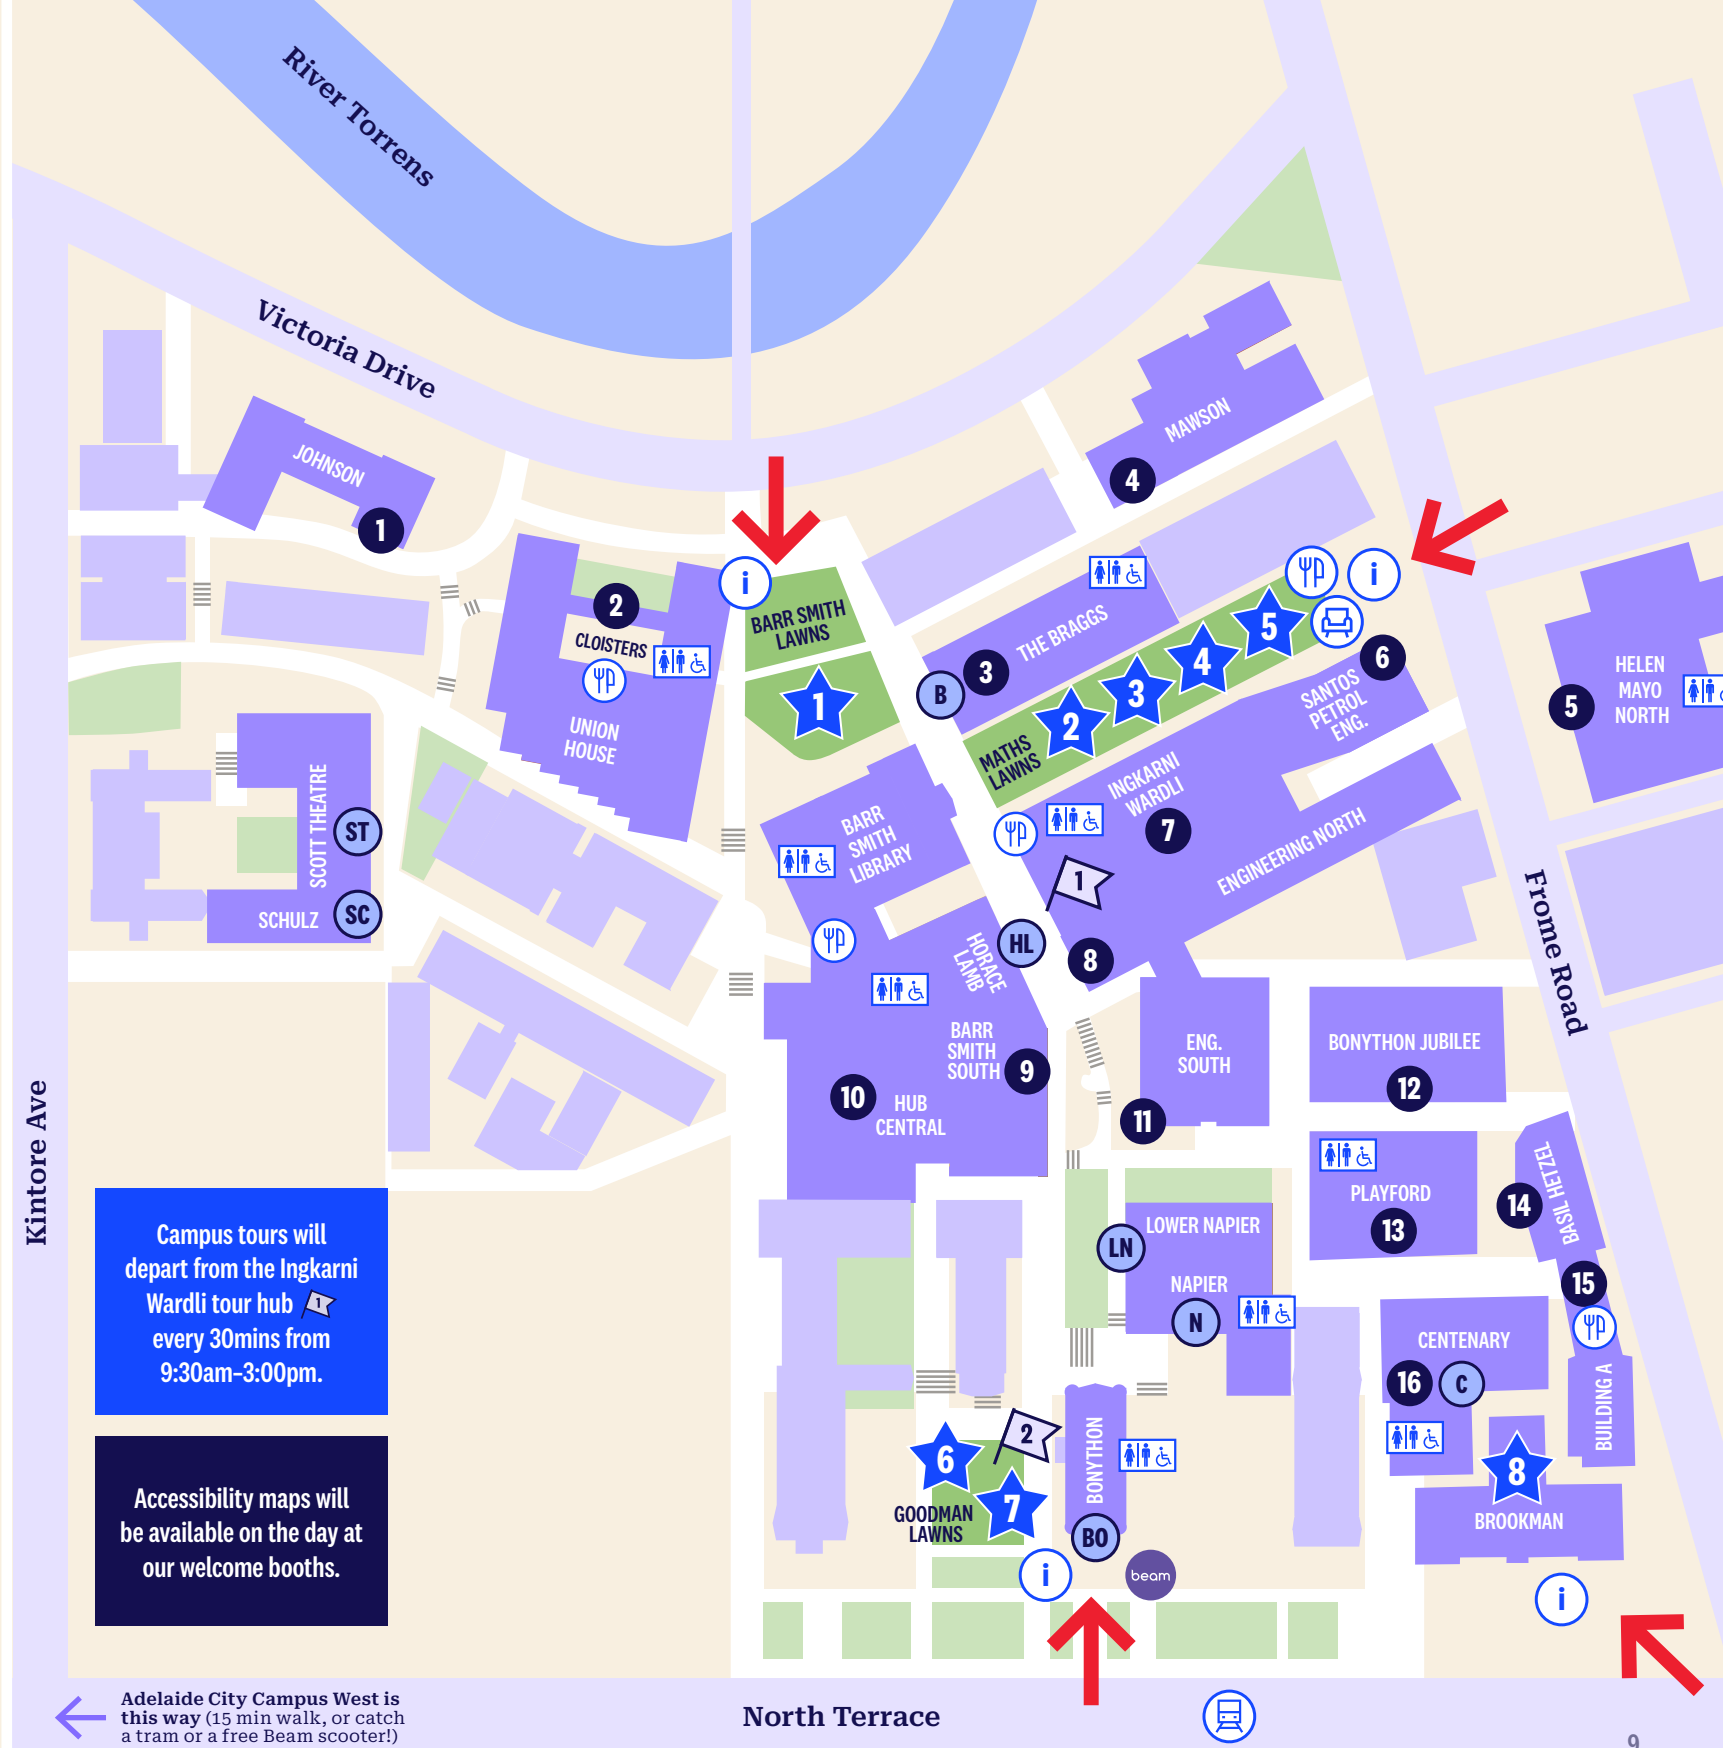 River Torrens
Victoria Drive
MAWSON
4
JOHNSON
1
i
i
2
CLOISTERS
UNION
HOUSE
BARR SMITH
LAWNS
1
THE BRAGGS
3
B
5
4
3
2
MATHS
LAWNS
6
SANTOS
PETROL
ENG.
HELEN
MAYO
NORTH
5
INGKARNI
WARDLI
7
ENGINEERING NORTH
SCOTT THEATRE
ST
SCHULZ
SC
BARR
SMITH
LIBRARY
1
HORACE
LAMB
HL
8
Frome Road
BARR
SMITH
SOUTH
9
10
HUB
CENTRAL
ENG.
SOUTH
11
BONYTHON JUBILEE
12
PLAYFORD
13
BASIL HETZEL
14
15
Kintore Ave
LOWER NAPIER
LN
NAPIER
N
CENTENARY
16
C
BUILDING A
8
BROOKMAN
i
Campus tours will
depart from the Ingkarni
Wardli tour hub 1
every 30mins from
9:30am–3:00pm.
Accessibility maps will
be available on the day at
our welcome booths.
2
6
7
GOODMAN
LAWNS
BONYTHON
BO
i
beam
Adelaide City Campus West is
this way (15 min walk, or catch
a tram or a free Beam scooter!)
North Terrace
9